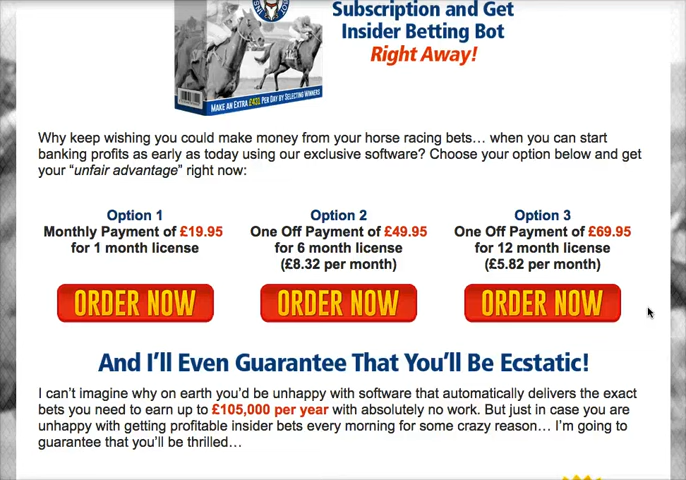 Subscription and Get
Insider Betting Bot
Right Away!
MAKE AN EXTRA £431 PER DAY BY SELECTING WINNERS
Why keep wishing you could make money from your horse racing bets… when you can start
banking profits as early as today using our exclusive software? Choose your option below and get
your “unfair advantage” right now:
Option 1
Monthly Payment of £19.95
for 1 month license
ORDER NOW
Option 2
One Off Payment of £49.95
for 6 month license
(£8.32 per month)
ORDER NOW
Option 3
One Off Payment of £69.95
for 12 month license
(£5.82 per month)
ORDER NOW
And I’ll Even Guarantee That You’ll Be Ecstatic!
I can’t imagine why on earth you’d be unhappy with software that automatically delivers the exact
bets you need to earn up to £105,000 per year with absolutely no work. But just in case you are
unhappy with getting profitable insider bets every morning for some crazy reason… I’m going to
guarantee that you’ll be thrilled…